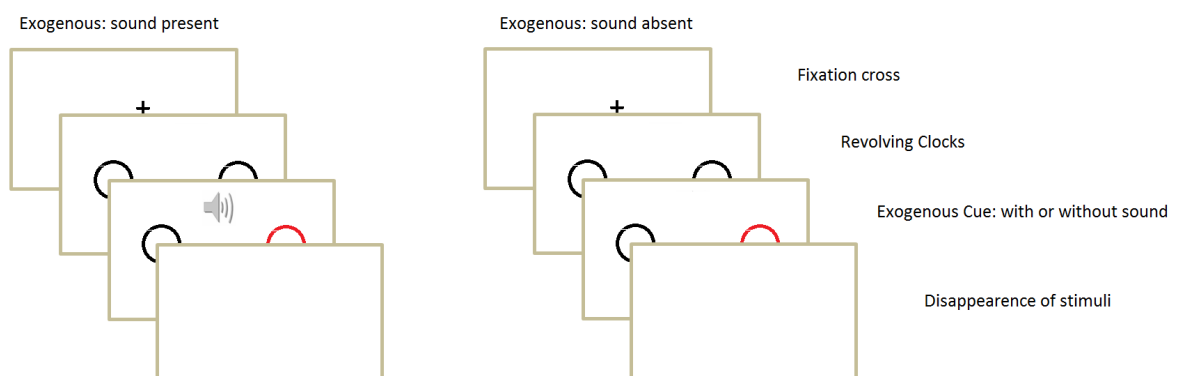 Exogenous: sound present
Exogenous: sound absent
Fixation cross
Revolving Clocks
Exogenous Cue: with or without sound
Disappearence of stimuli